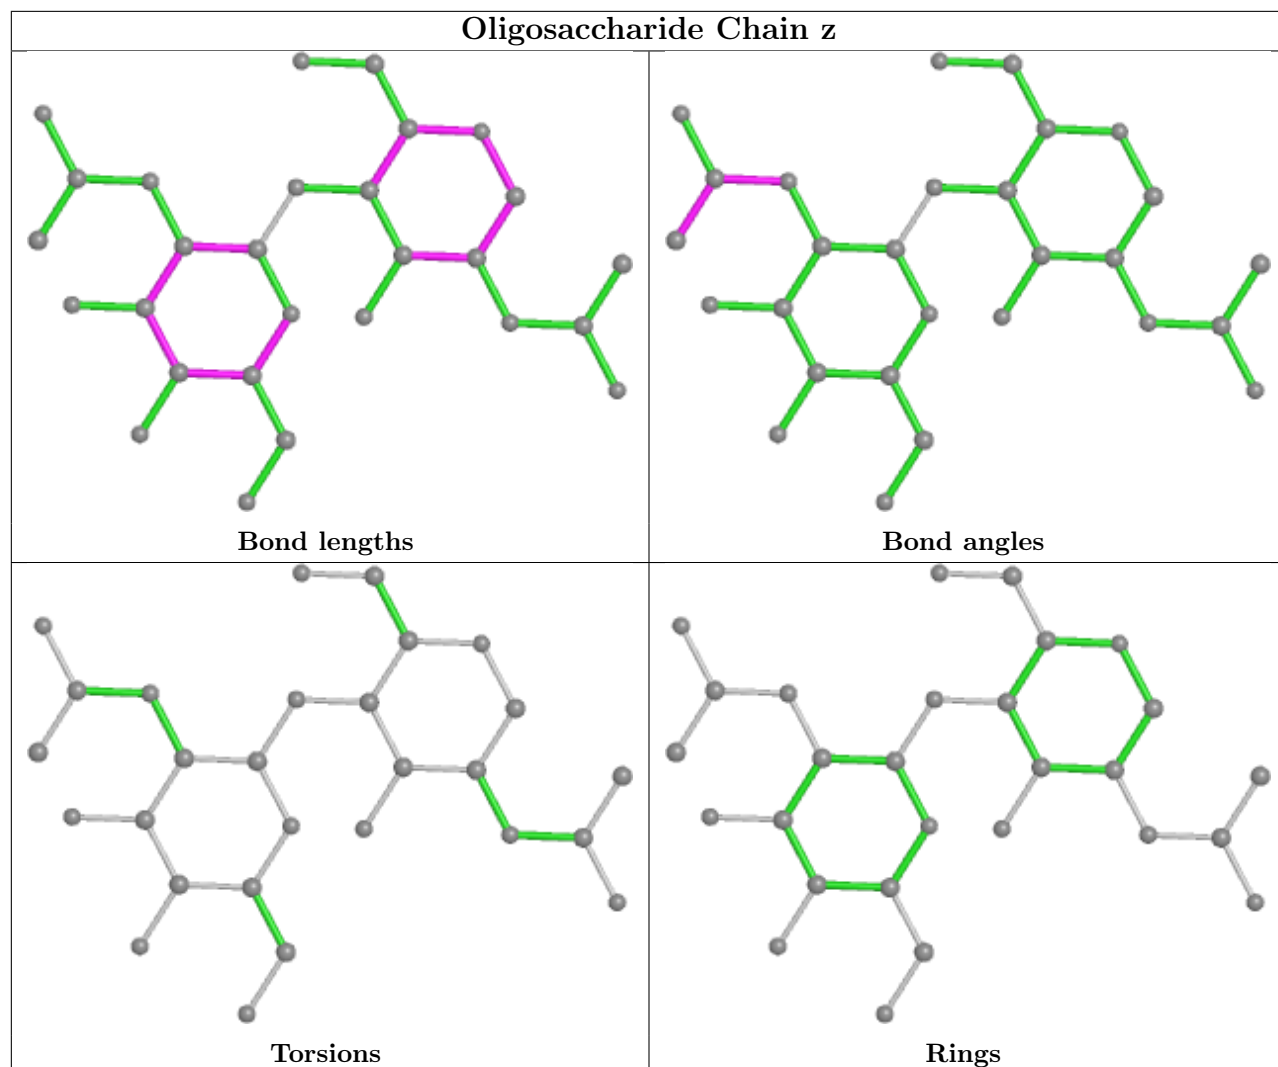 Oligosaccharide Chain z
Bond lengths
Bond angles
Torsions
Rings